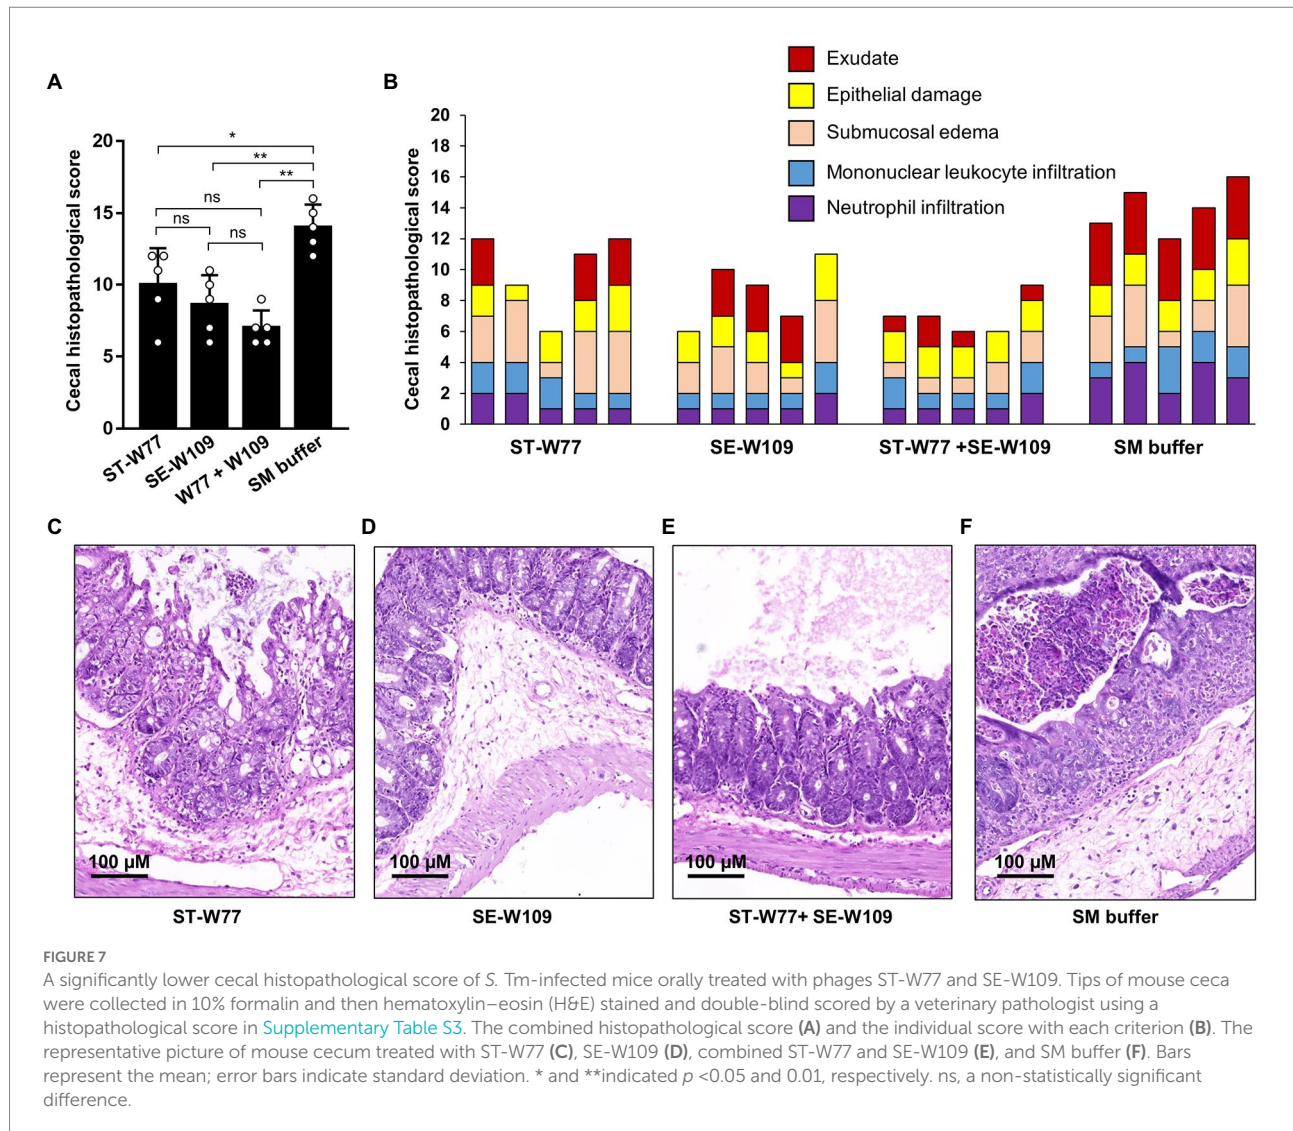 A
Cecal histopathological score
20
15
10
5
0
*
**
**
ns
ns
ns
ST-W77
SE-W109
W77 + W109
SM buffer
B
Cecal histopathological score
20
18
16
14
12
10
8
6
4
2
0
Exudate
Epithelial damage
Submucosal edema
Mononuclear leukocyte infiltration
Neutrophil infiltration
ST-W77
SE-W109
ST-W77 +SE-W109
SM buffer
C
100 µM
ST-W77
D
100 µM
SE-W109
E
100 µM
ST-W77+ SE-W109
F
100 µM
SM buffer
FIGURE 7
A significantly lower cecal histopathological score of S. Tm-infected mice orally treated with phages ST-W77 and SE-W109. Tips of mouse ceca
were collected in 10% formalin and then hematoxylin–eosin (H&E) stained and double-blind scored by a veterinary pathologist using a
histopathological score in Supplementary Table S3. The combined histopathological score (A) and the individual score with each criterion (B). The
representative picture of mouse cecum treated with ST-W77 (C), SE-W109 (D), combined ST-W77 and SE-W109 (E), and SM buffer (F). Bars
represent the mean; error bars indicate standard deviation. * and **indicated p <0.05 and 0.01, respectively. ns, a non-statistically significant
difference.